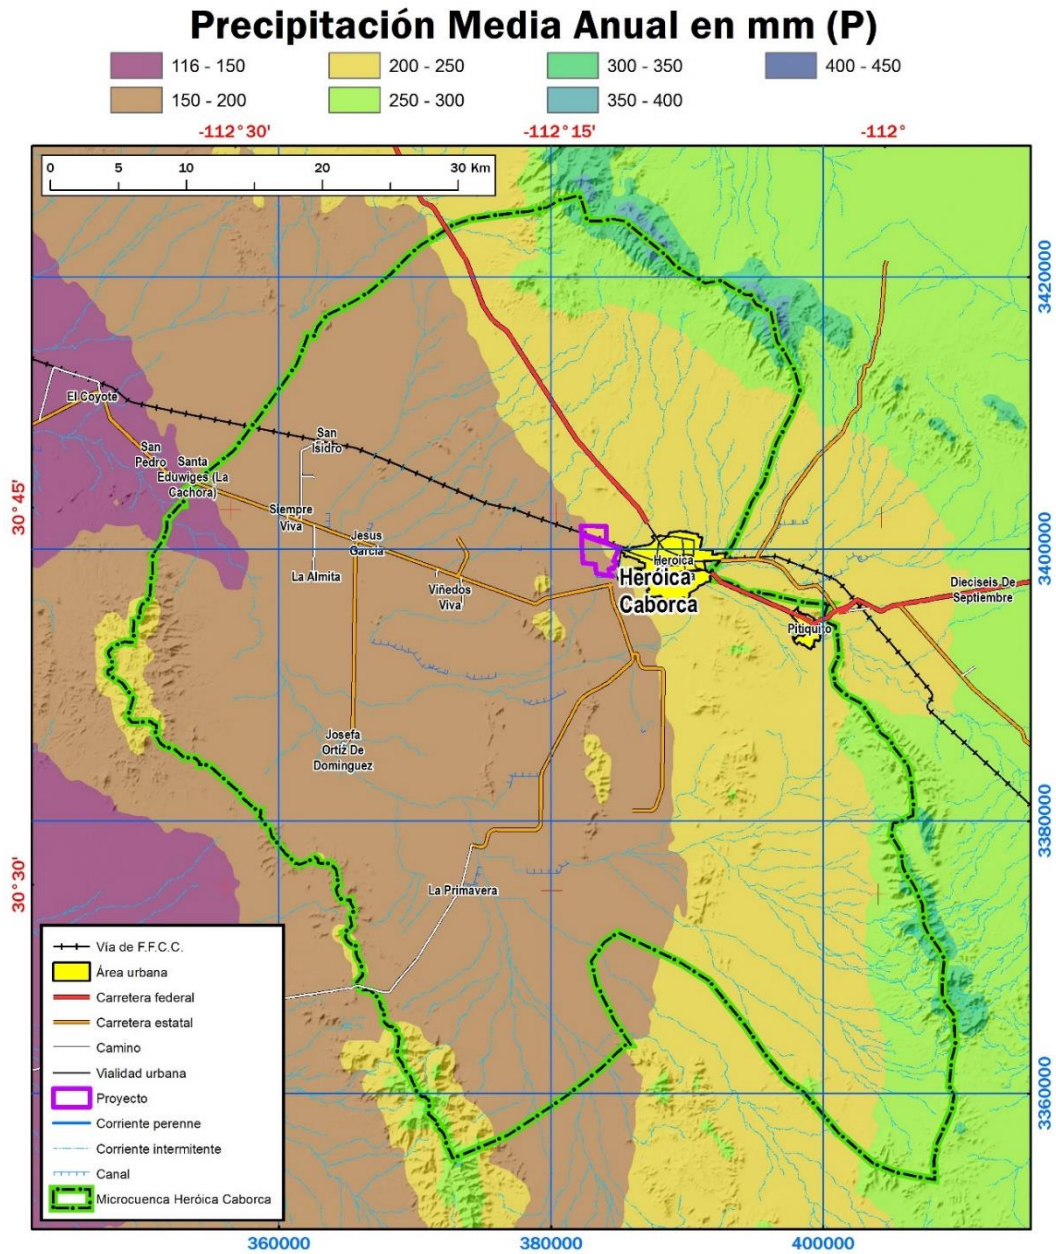 Precipitación Media Anual en mm (P)
116 - 150
200 - 250
300 - 350
400 - 450
150 - 200
250 - 300
350 - 400
-112°30'
-112°15'
-112°
0 5 10 20 30 Km
3420000
El Coyote
San
Isidro
San
Pedro
Santa
Eduwiges (La
Cachora)
30°45'
Siempre
Viva
Jesus
Garcia
La Almita
Viñedos
Viva
Heroica
Heróica
Caborca
3400000
Dieciseis De
Septiembre
Pitiquito
Josefa
Ortiz De
Dominguez
3380000
30°30'
La Primavera
Vía de F.F.C.C.
Área urbana
Carretera federal
Carretera estatal
Camino
Vialidad urbana
Proyecto
Corriente perenne
Corriente intermitente
Canal
Microcuenca Heróica Caborca
3360000
360000
380000
400000